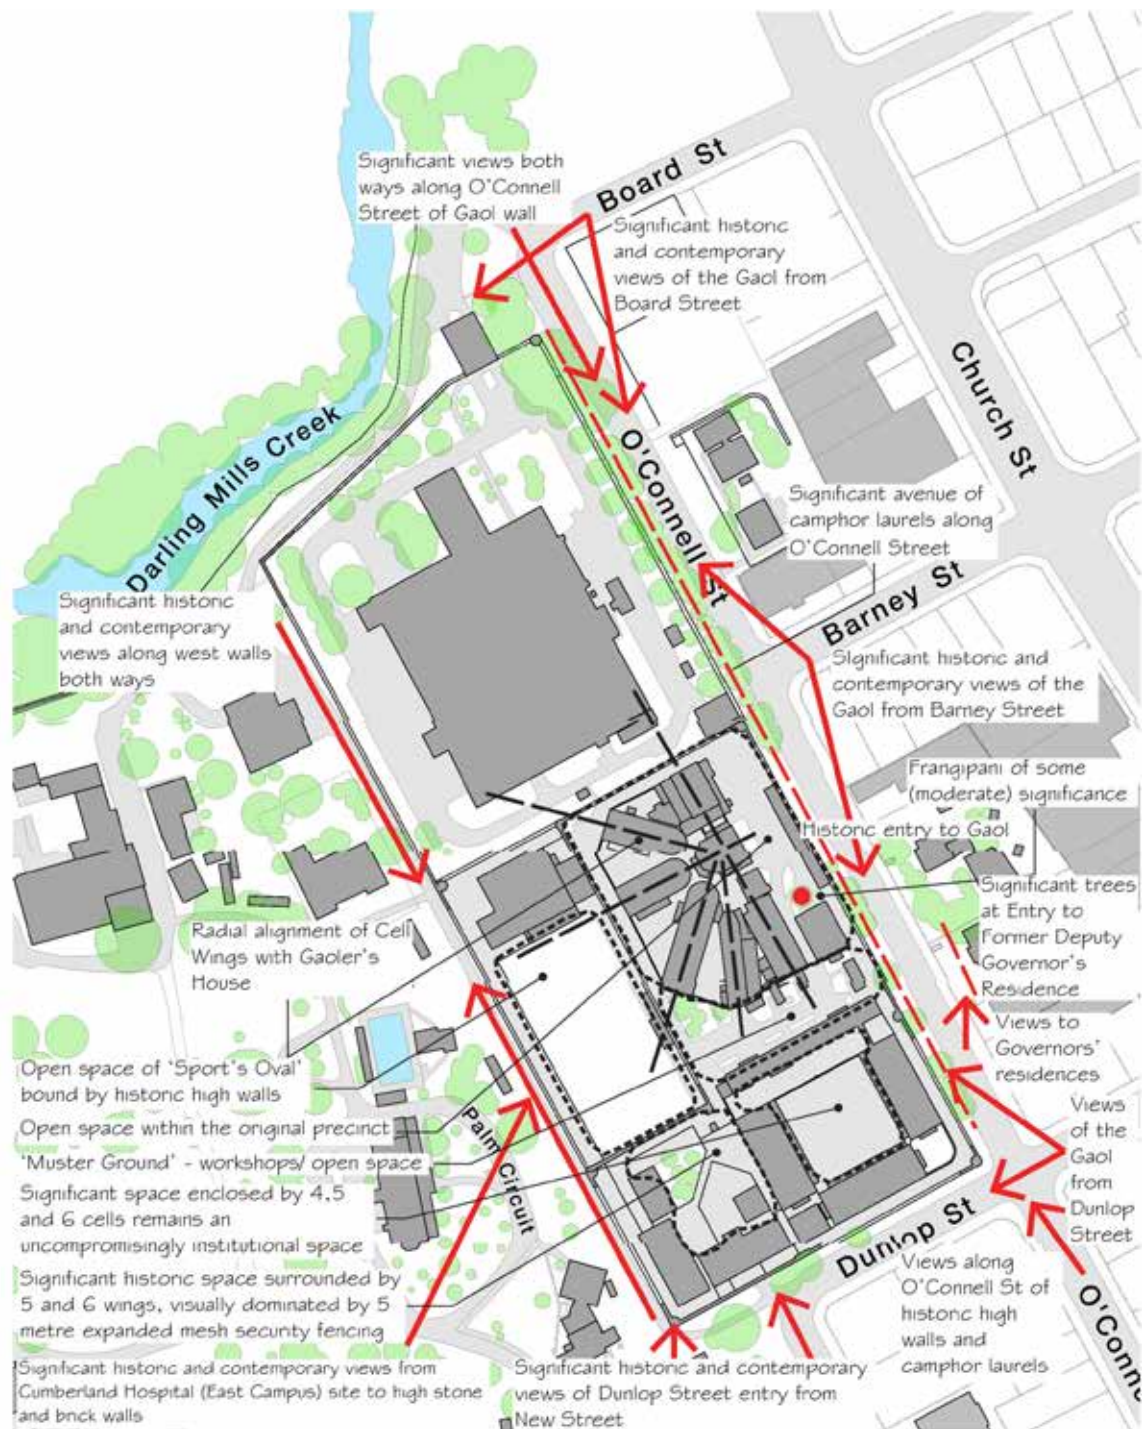 Significant views both
ways along O'Connell
Street of Gaol wall
Board St
Significant historic
and contemporary
views of the Gaol from
Board Street
Church St
Darling Mills Creek
O'Connell St
Significant avenue of
camphor laurels along
O'Connell Street
Barney St
Significant historic
and contemporary
views along west walls
both ways
Significant historic and
contemporary views of the
Gaol from Barney Street
Frangipani of some
(moderate) significance
Historic entry to Gaol
Significant trees
at Entry to
Former Deputy
Governor's
Residence
Radial alignment of Cell
Wings with Gaoler's
House
Views to
Governors'
residences
Open space of 'Sport's Oval'
bound by historic high walls
Open space within the original precinct
'Muster Ground' - workshops/ open space
Significant space enclosed by 4,5
and 6 cells remains an
uncompromisingly institutional space
Significant historic space surrounded by
5 and 6 wings, visually dominated by 5
metre expanded mesh security fencing
Significant historic and contemporary views from
Cumberland Hospital (East Campus) site to high stone
and brick walls
Palm Circuit
Views
of the
Gaol
from
Dunlop
Street
Dunlop St
Views along
O'Connell St of
historic high
walls and
camphor laurels
O'Conne
Significant historic and contemporary
views of Dunlop Street entry from
New Street